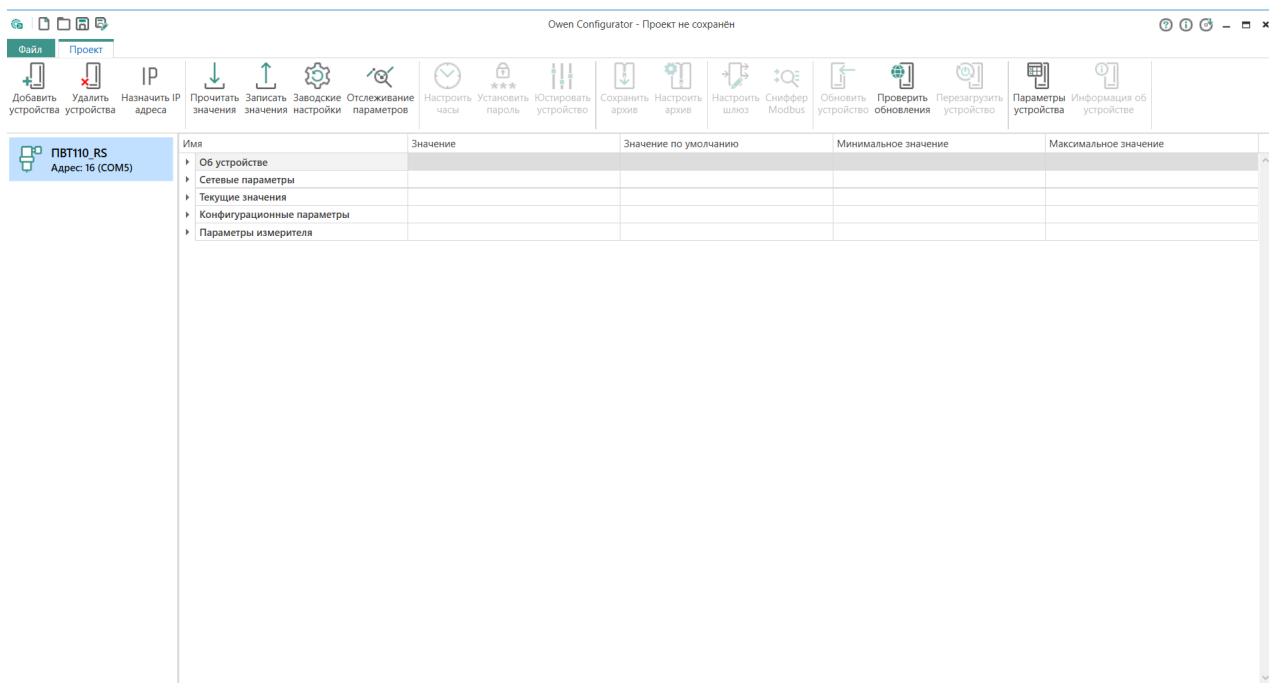 Owen Configurator - Проект не сохранён
Файл
Проект
Добавить устройства
Удалить устройства
IP
Назначить IP адреса
Прочитать значения
Записать значения
Заводские настройки
Отслеживание параметров
Настроить часы
Установить пароль
Юстировать устройство
Сохранить архив
Настроить архив
Настроить шлюз
Сниффер Modbus
Обновить устройство
Проверить обновления
Перезагрузить устройство
Параметры устройства
Информация об устройстве
ПВТ110_RS
Адрес: 16 (COM5)
Имя
Значение
Значение по умолчанию
Минимальное значение
Максимальное значение
Об устройстве
Сетевые параметры
Текущие значения
Конфигурационные параметры
Параметры измерителя